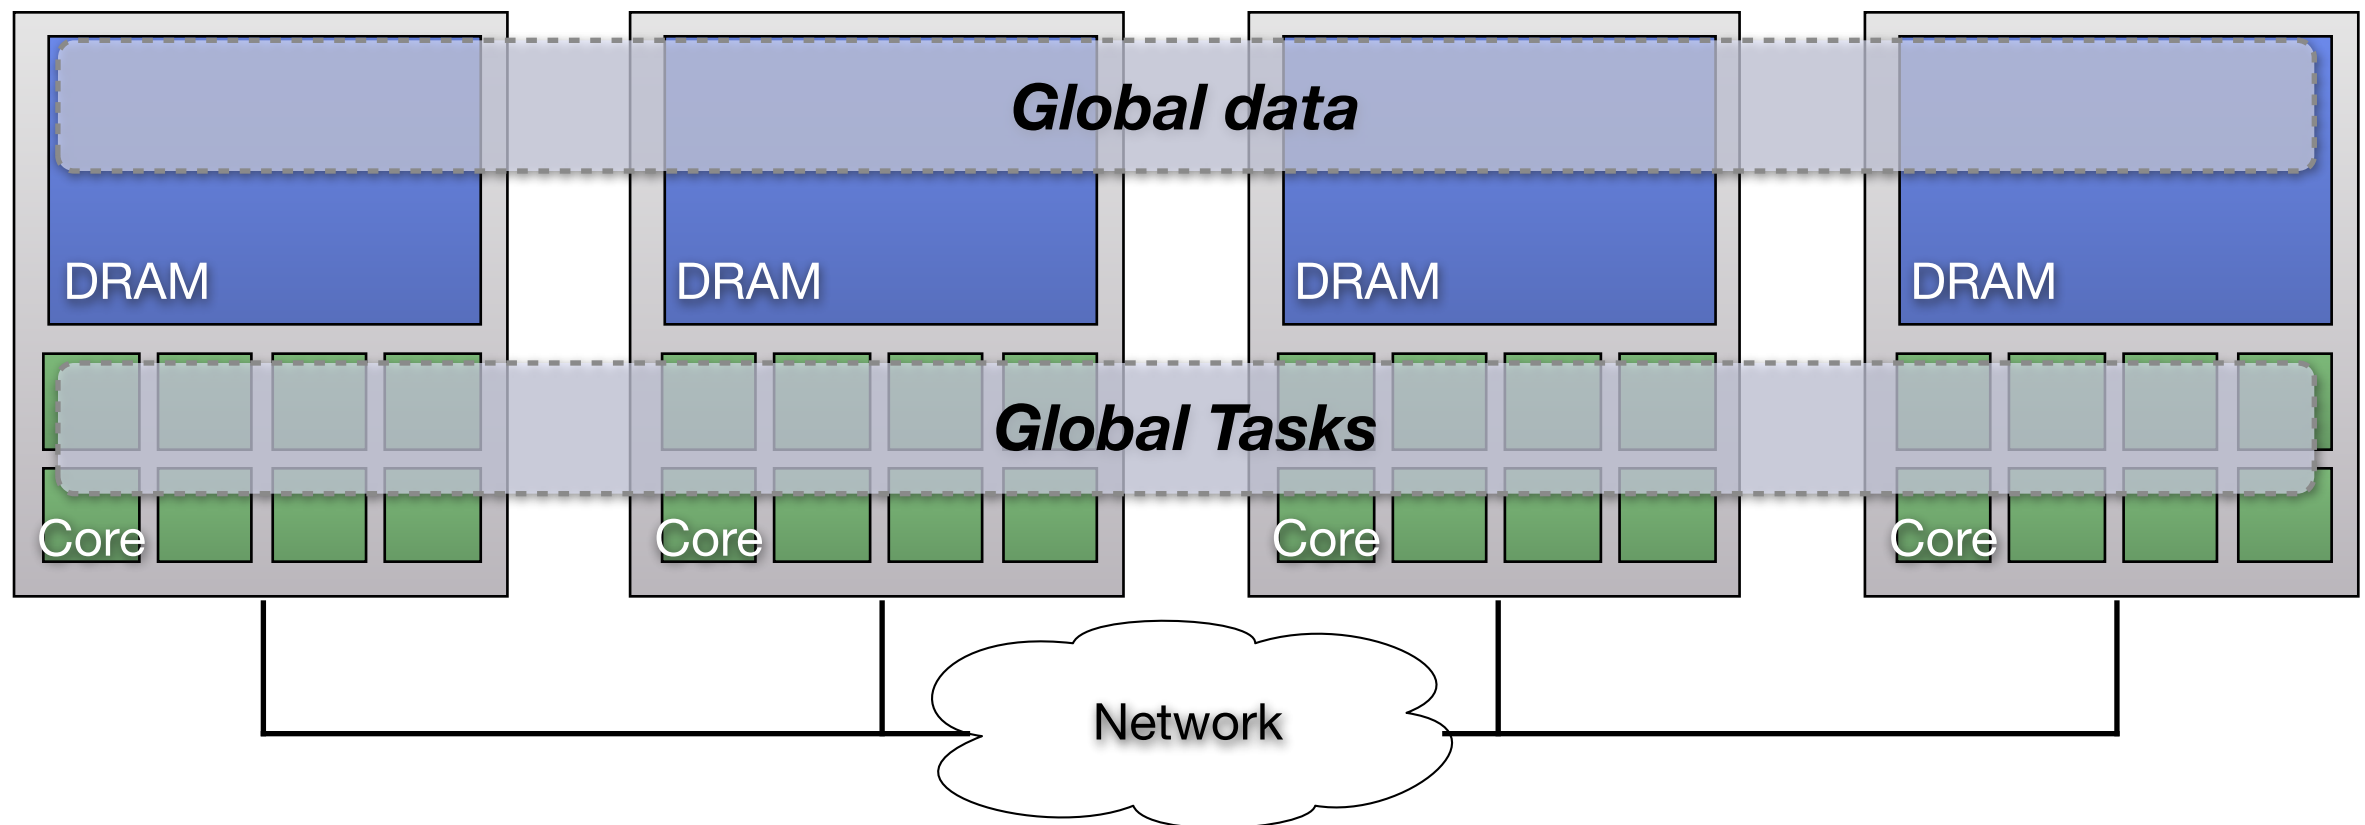 Global data
DRAM
DRAM
DRAM
DRAM
Global Tasks
Core
Core
Core
Core
Network